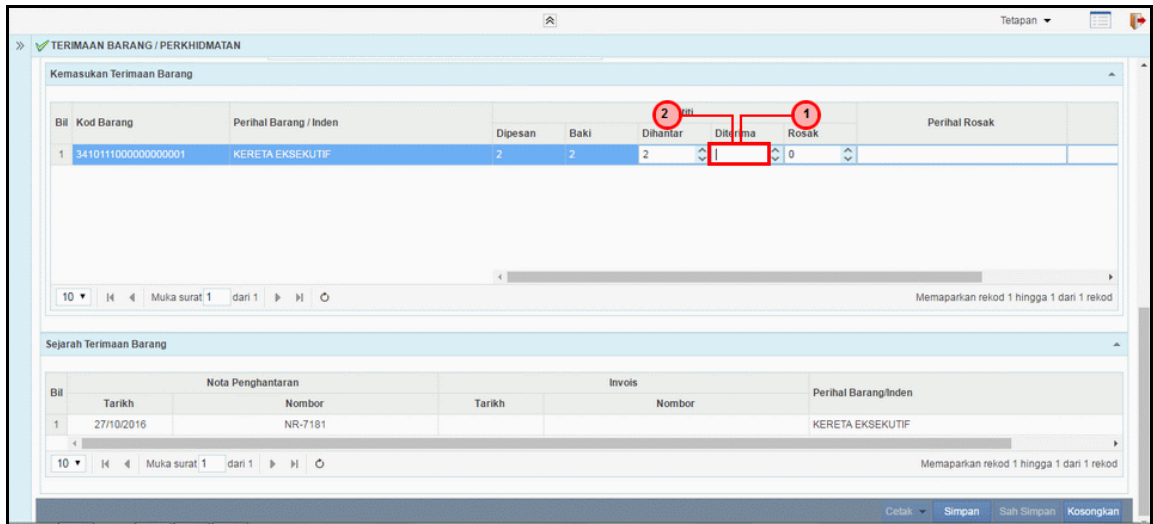 Tetapan
TERIMAAN BARANG / PERKHIDMATAN
Kemasukan Terimaan Barang
2 titi 1
Bil Kod Barang Perihal Barang / Inden Perihal Rosak
Dipesan Baki Dihantar Diterima Rosak
1 3410111000000000001 KERETA EKSEKUTIF 2 2 2 0
10 Muka surat 1 dari 1 Memaparkan rekod 1 hingga 1 dari 1 rekod
Sejarah Terimaan Barang
Bil Nota Penghantaran Invois Perihal Barang/Inden
Tarikh Nombor Tarikh Nombor
1 27/10/2016 NR-7181 KERETA EKSEKUTIF
10 Muka surat 1 dari 1 Memaparkan rekod 1 hingga 1 dari 1 rekod
Cetak Simpan Sah Simpan Kosongkan